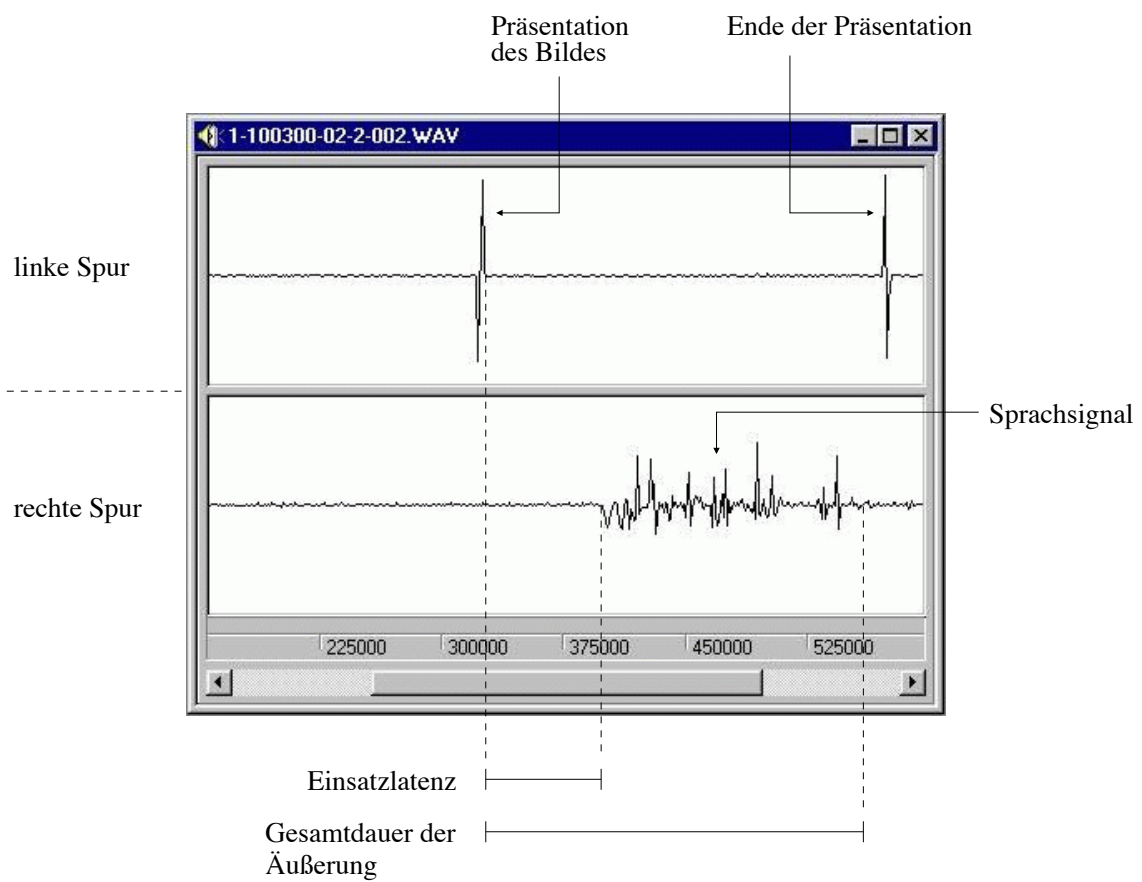 Präsentation
des Bildes
Ende der Präsentation
1-100300-02-2-002.WAV
linke Spur
Sprachsignal
rechte Spur
225000 300000 375000 450000 525000
Einsatzlatenz
Gesamtdauer der
Äußerung